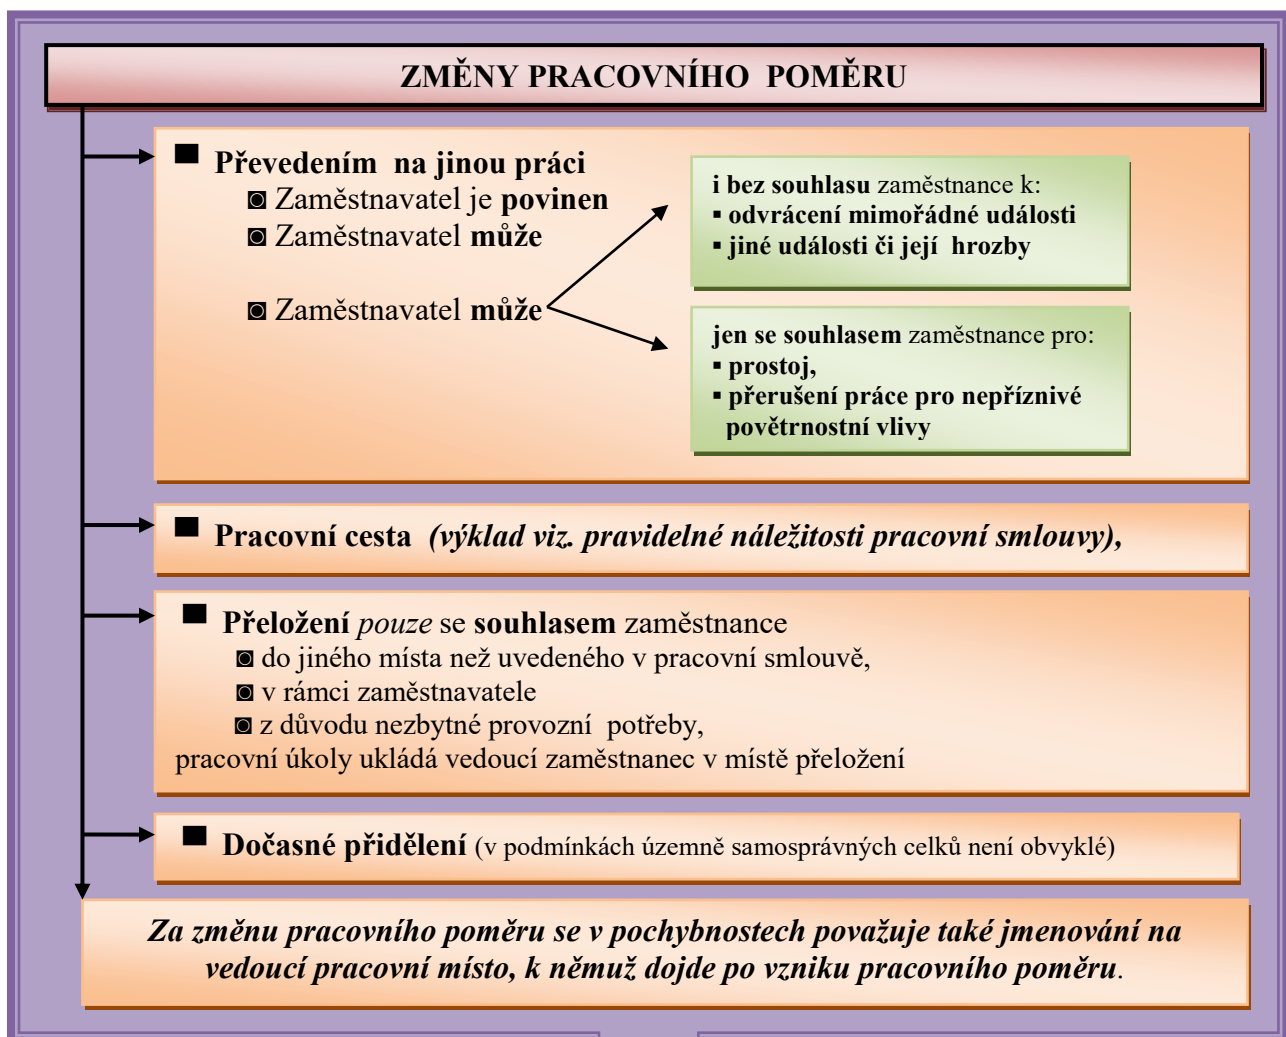 ZMĚNY PRACOVNÍHO POMĚRU
▪ Převedením na jinou práci
◙ Zaměstnavatel je povinen
◙ Zaměstnavatel může
◙ Zaměstnavatel může
i bez souhlasu zaměstnance k:
▪ odvrácení mimořádné události
▪ jiné události či její hrozby
jen se souhlasem zaměstnance pro:
▪ prostoj,
▪ přerušení práce pro nepříznivé
povětrnostní vlivy
▪ Pracovní cesta (výklad viz. pravidelné náležitosti pracovní smlouvy),
▪ Přeložení pouze se souhlasem zaměstnance
◙ do jiného místa než uvedeného v pracovní smlouvě,
◙ v rámci zaměstnavatele
◙ z důvodu nezbytné provozní potřeby,
pracovní úkoly ukládá vedoucí zaměstnanec v místě přeložení
▪ Dočasné přidělení (v podmínkách územně samosprávných celků není obvyklé)
Za změnu pracovního poměru se v pochybnostech považuje také jmenování na
vedoucí pracovní místo, k němuž dojde po vzniku pracovního poměru.